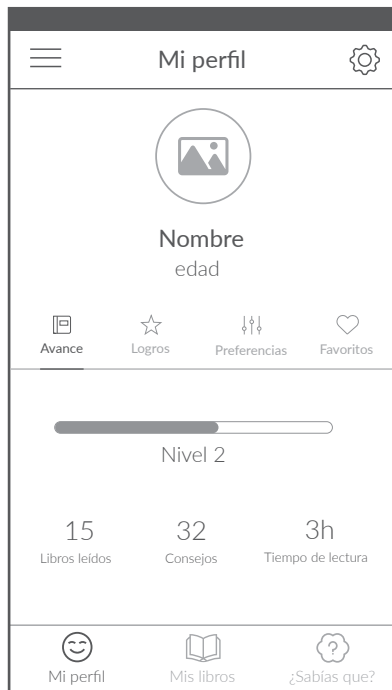 Mi perfil
Nombre
edad
Avance
Logros
Preferencias
Favoritos
Nivel 2
15
32
3h
Libros leídos
Consejos
Tiempo de lectura
?
Mi perfil
Mis libros
¿Sabías que?